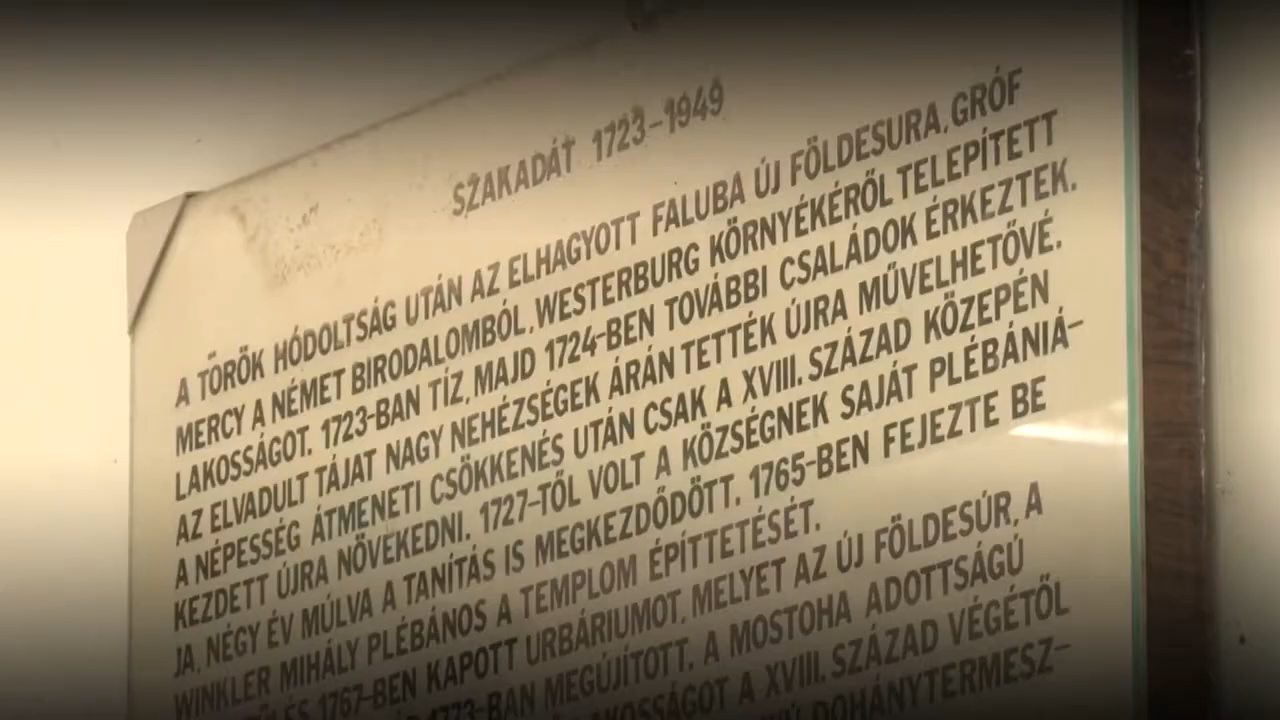 SZAKADÁT 1723-1949
A TÖRÖK HÓDOLTSÁG UTÁN AZ ELHAGYOTT FALUBA ÚJ FÖLDESURA, GRÓF
MERCY A NÉMET BIRODALOMBÓL, WESTERBURG KÖRNYÉKÉRŐL TELEPÍTETT
LAKOSSÁGOT. 1723-BAN TÍZ, MAJD 1724-BEN TOVÁBBI CSALÁDOK ÉRKEZTEK.
AZ ELVADULT TÁJAT NAGY NEHÉZSÉGEK ÁRÁN TETTÉK ÚJRA MŰVELHETŐVÉ.
A NÉPESSÉG ÁTMENETI CSÖKKENÉS UTÁN CSAK A XVIII. SZÁZAD KÖZEPÉN
KEZDETT ÚJRA NÖVEKEDNI. 1727-TŐL VOLT A KÖZSÉGNEK SAJÁT PLÉBÁNIÁ-
JA, NÉGY ÉV MÚLVA A TANÍTÁS IS MEGKEZDŐDÖTT. 1765-BEN FEJEZTE BE
WINKLER MIHÁLY PLÉBÁNOS A TEMPLOM ÉPÍTTETÉSÉT.
1767-BEN KAPOTT URBÁRIUMOT, MELYET AZ ÚJ FÖLDESÚR, A
1773-BAN MEGÚJÍTOTT. A MOSTOHA ADOTTSÁGÚ
LAKOSSÁGOT A XVIII. SZÁZAD VÉGÉTŐL
DOHÁNYTERMESZ-